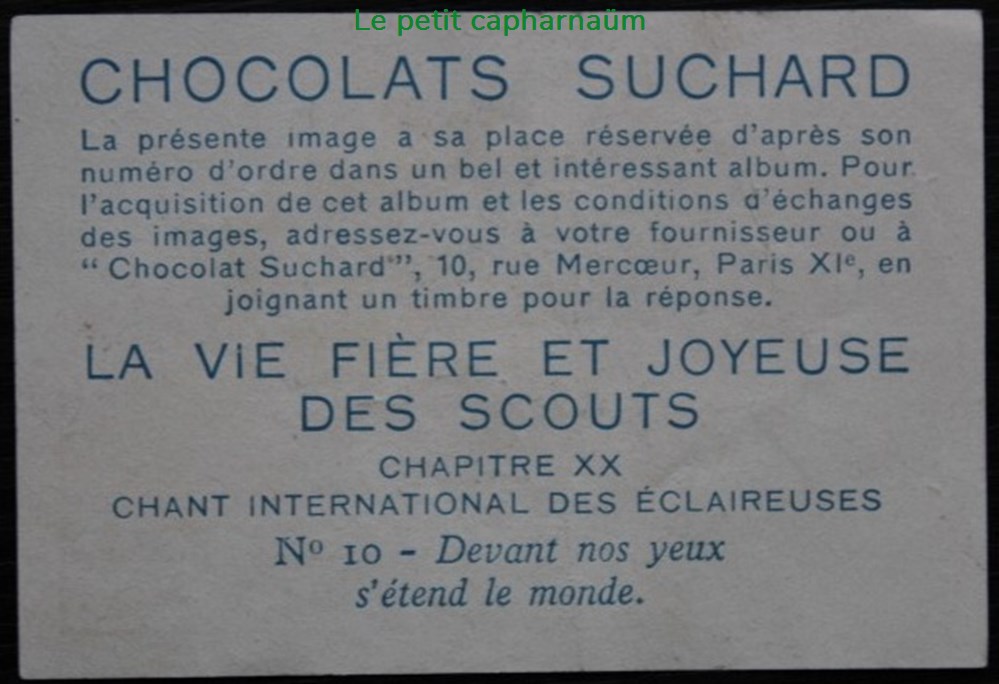 Le petit capharnaüm
CHOCOLATS SUCHARD
La présente image a sa place réservée d'après son
numéro d'ordre dans un bel et intéressant album. Pour
l'acquisition de cet album et les conditions d'échanges
des images, adressez-vous à votre fournisseur ou à
“ Chocolat Suchard ”, 10, rue Mercœur, Paris XIᵉ, en
joignant un timbre pour la réponse.
LA VIE FIÈRE ET JOYEUSE
DES SCOUTS
CHAPITRE XX
CHANT INTERNATIONAL DES ÉCLAIREUSES
Nº 10 - Devant nos yeux
s'étend le monde.